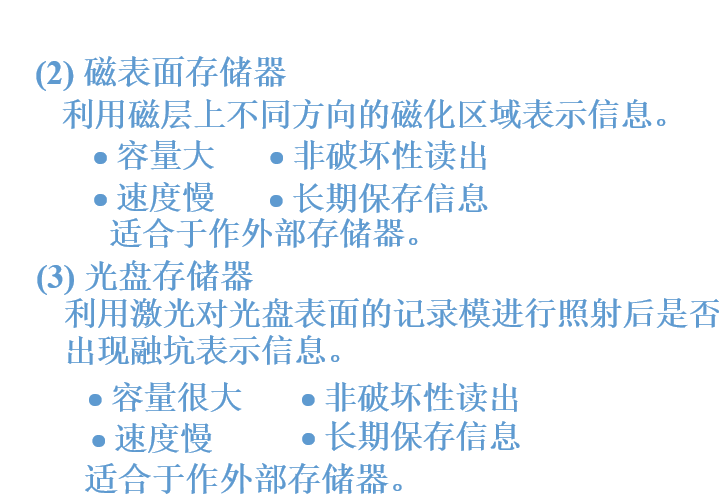 (2) 磁表面存储器
利用磁层上不同方向的磁化区域表示信息。
• 容量大 • 非破坏性读出
• 速度慢 • 长期保存信息
适合于作外部存储器。
(3) 光盘存储器
利用激光对光盘表面的记录模进行照射后是否
出现融坑表示信息。
• 容量很大 • 非破坏性读出
• 速度慢 • 长期保存信息
适合于作外部存储器。